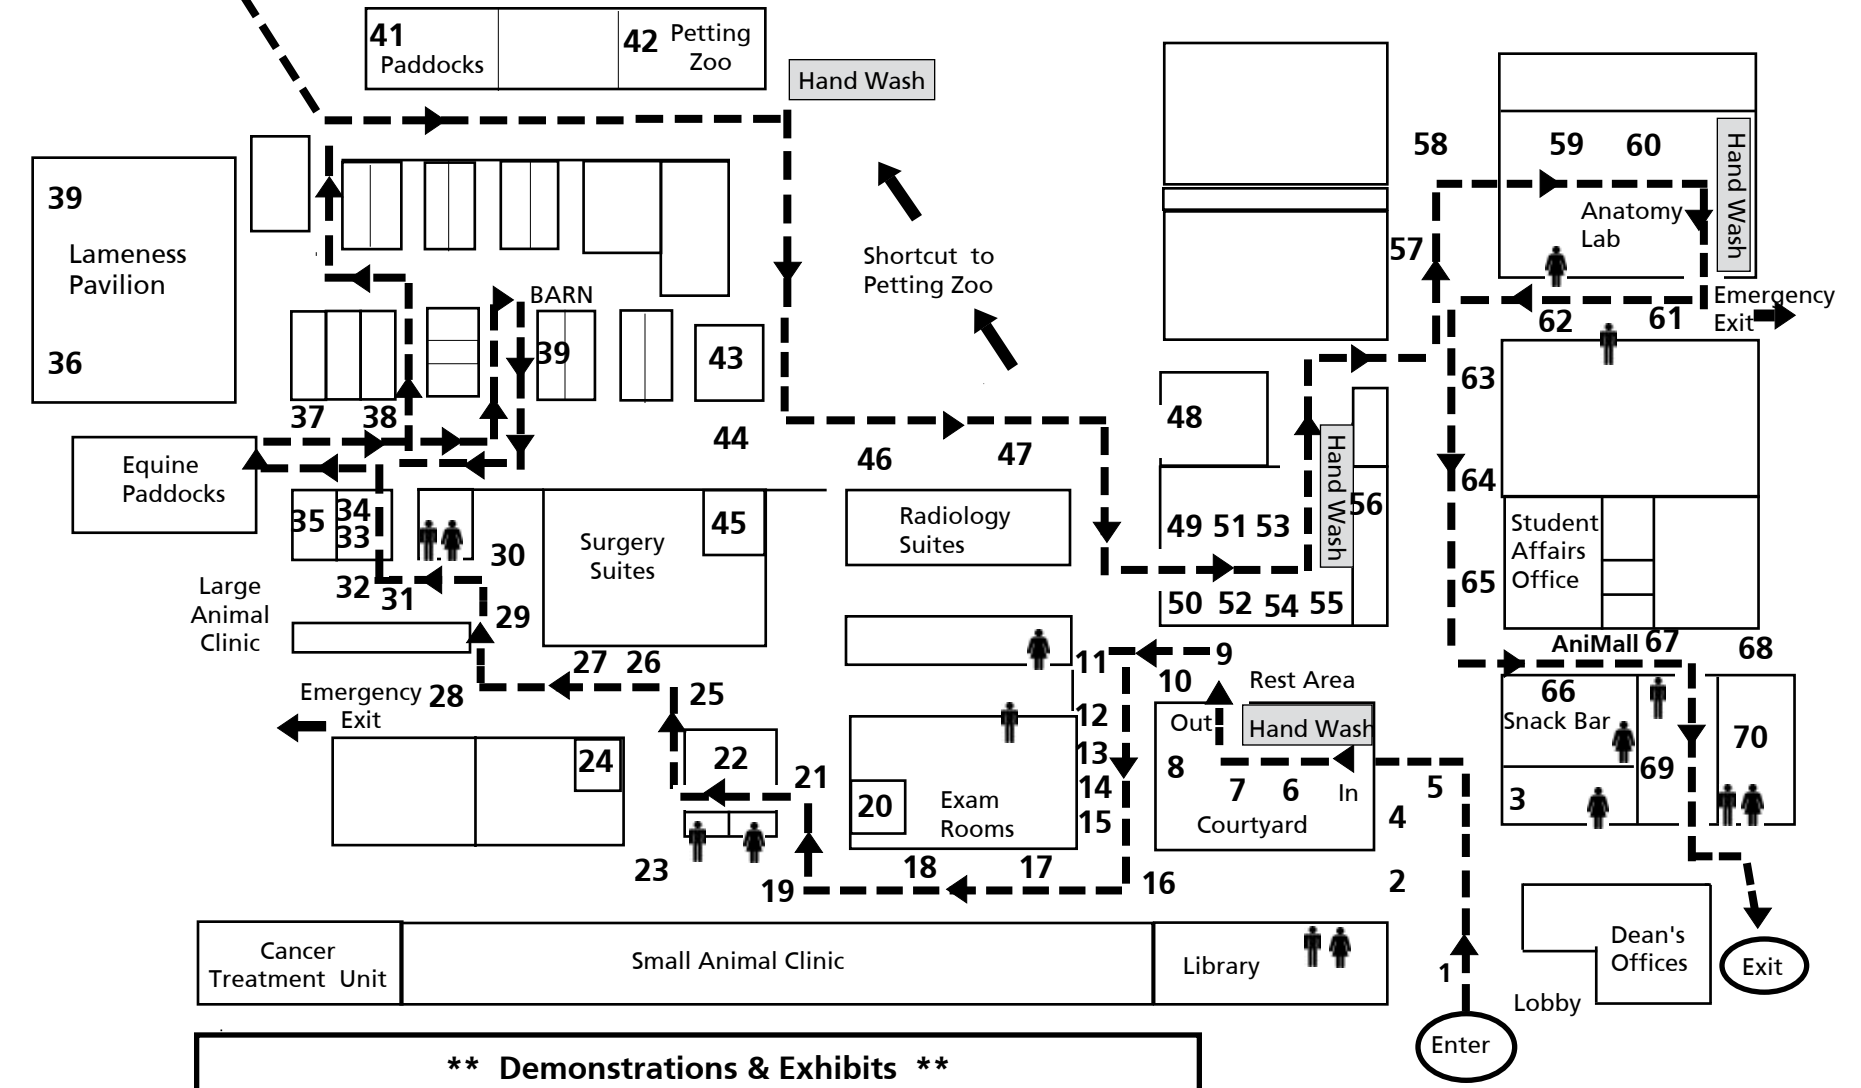 41
Paddocks
42
Petting
Zoo
Hand Wash
39
Lameness
Pavilion
36
58
59
60
Hand Wash
Anatomy
Lab
57
Shortcut to
Petting Zoo
BARN
39
43
37
38
44
Emergency
Exit
62
61
63
64
65
48
46
47
Equine
Paddocks
35
34
33
30
Surgery
Suites
45
Radiology
Suites
49
51
53
Hand Wash
56
50
52
54
55
Student
Affairs
Office
Large
Animal
Clinic
32
31
29
27
26
28
25
Emergency
Exit
11
9
10
Rest Area
12
13
14
15
Out
Hand Wash
8
7
6
In
Courtyard
5
4
2
AniMall
67
68
66
Snack Bar
69
70
3
24
22
21
20
Exam
Rooms
23
19
18
17
16
Cancer
Treatment Unit
Small Animal Clinic
Library
1
Enter
Lobby
Dean's
Offices
Exit
** Demonstrations & Exhibits **